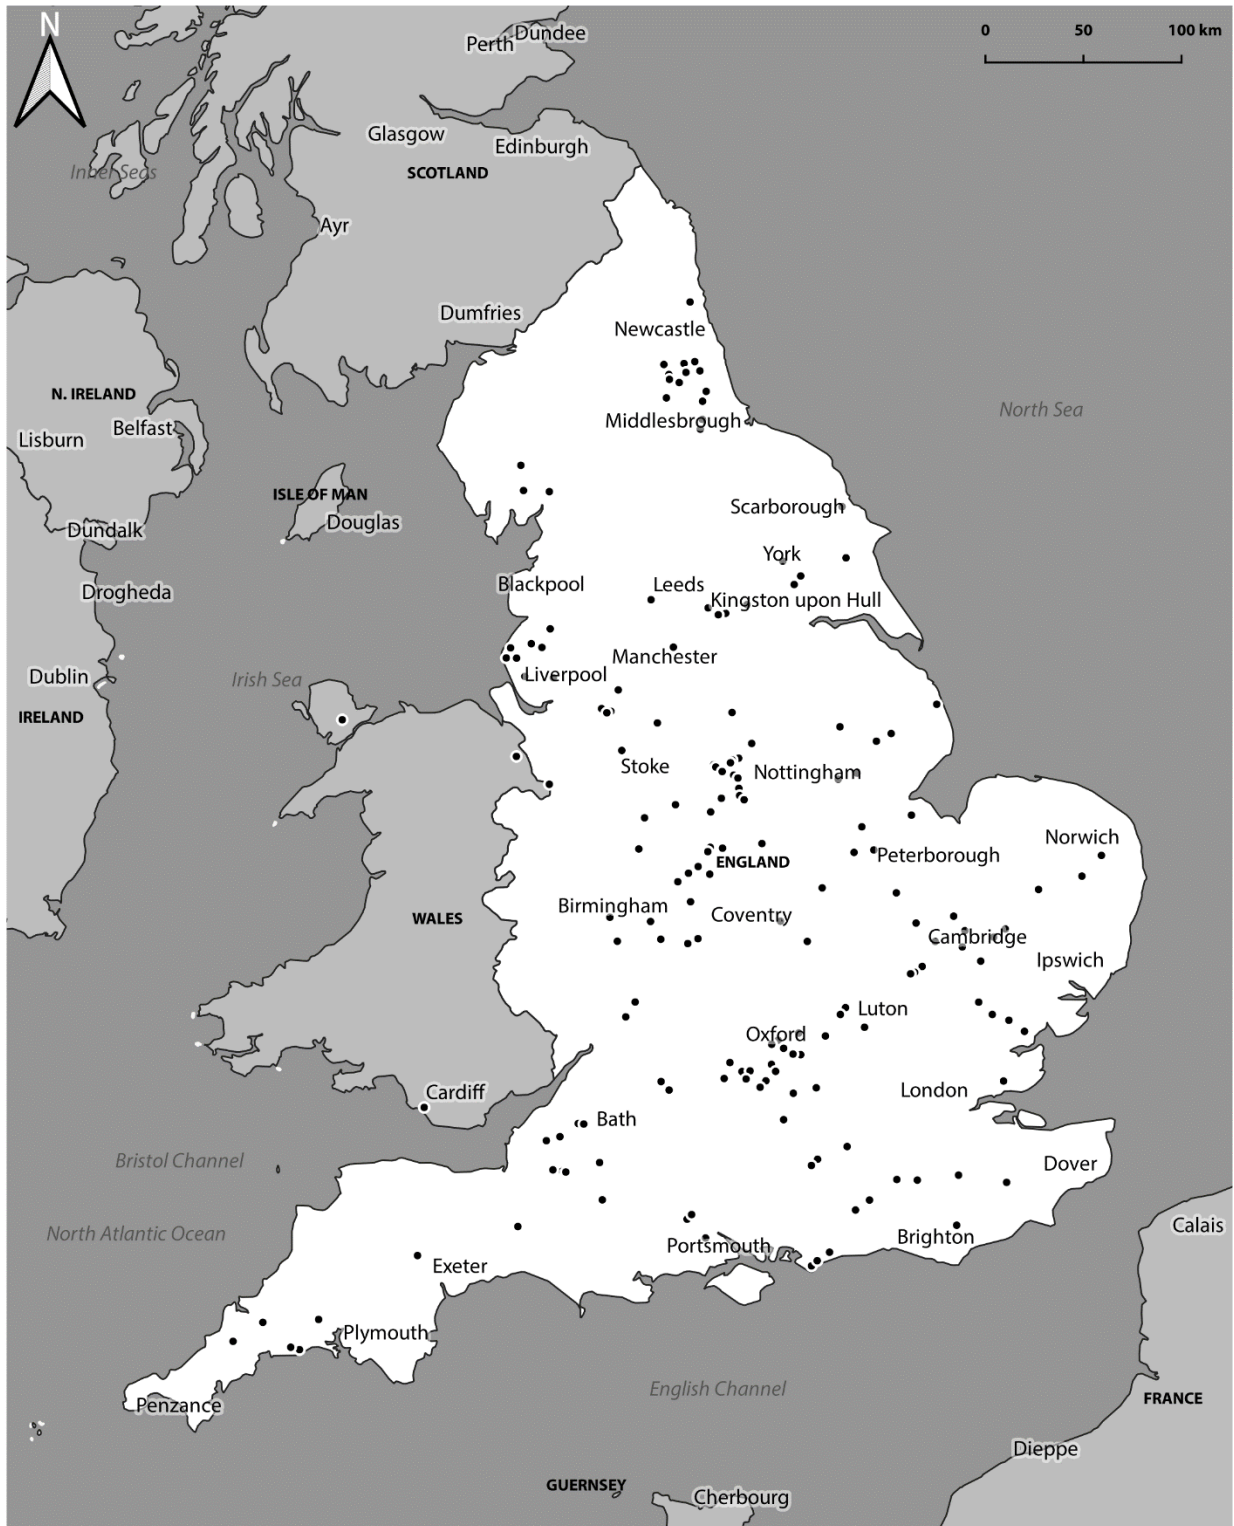 N
0 50 100 km
Dundee
Perth
Glasgow
Edinburgh
Inner Seas
SCOTLAND
Ayr
Dumfries
Newcastle
N. IRELAND
North Sea
Middlesbrough
Belfast
Lisburn
ISLE OF MAN
Scarborough
Douglas
Dundalk
York
Blackpool
Leeds
Drogheda
Kingston upon Hull
Manchester
Liverpool
Dublin
Irish Sea
IRELAND
Stoke
Nottingham
Norwich
Peterborough
ENGLAND
Birmingham
Coventry
WALES
Cambridge
Ipswich
Luton
Oxford
London
Cardiff
Bath
Bristol Channel
Dover
Calais
North Atlantic Ocean
Brighton
Portsmouth
Exeter
Plymouth
English Channel
FRANCE
Penzance
Dieppe
GUERNSEY
Cherbourg